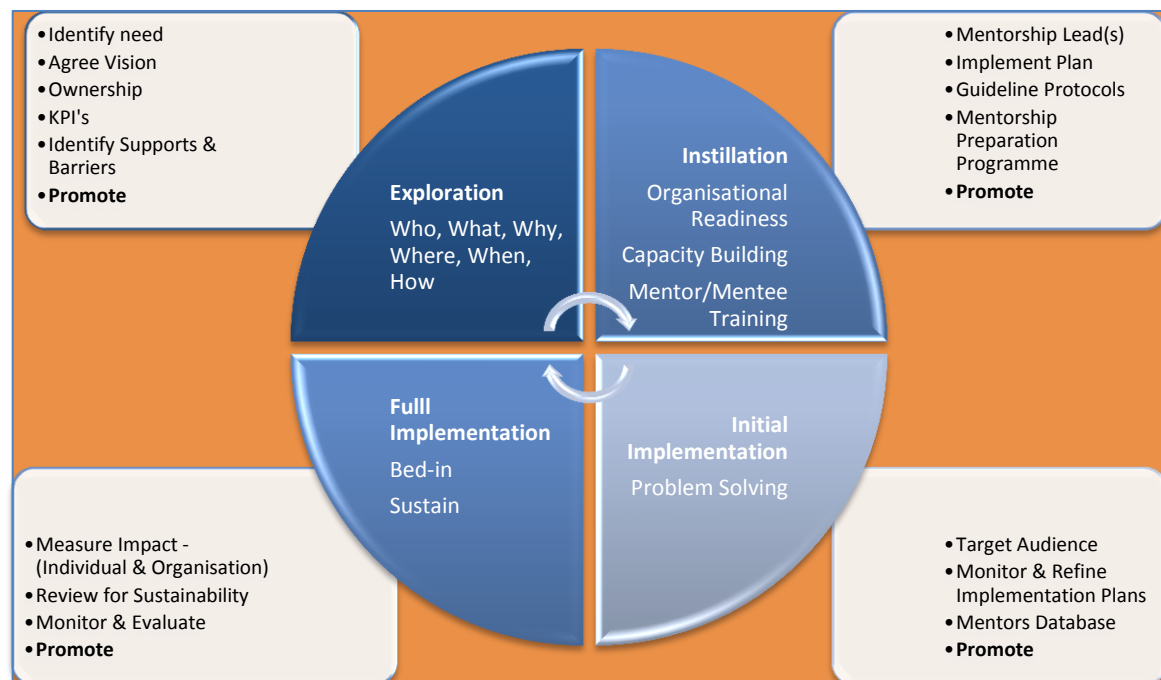 •Identify need
•Agree Vision
•Ownership
•KPI's
•Identify Supports &
Barriers
•Promote
•Mentorship Lead(s)
•Implement Plan
•Guideline Protocols
•Mentorship
Preparation
Programme
•Promote
Exploration
Who, What, Why,
Where, When,
How
Instillation
Organisational
Readiness
Capacity Building
Mentor/Mentee
Training
Fulll
Implementation
Bed-in
Sustain
Initial
Implementation
Problem Solving
•Measure Impact -
(Individual & Organisation)
•Review for Sustainability
•Monitor & Evaluate
•Promote
•Target Audience
•Monitor & Refine
Implementation Plans
•Mentors Database
•Promote